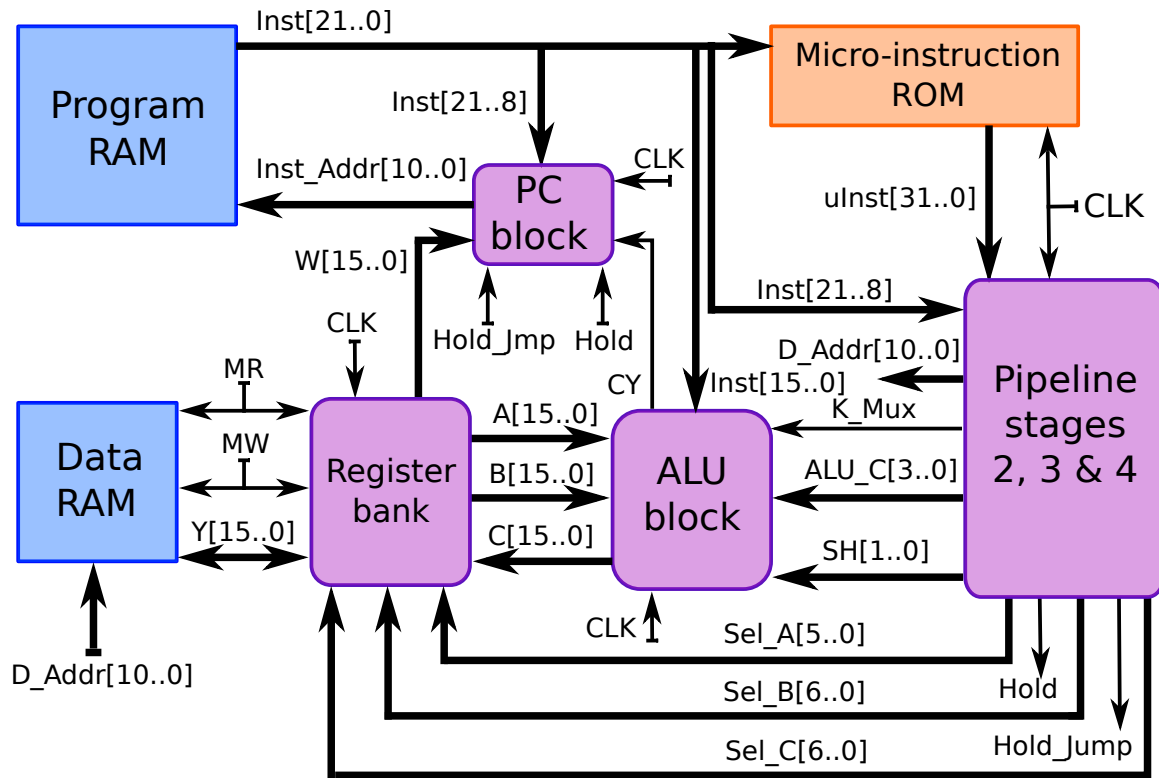 Inst[21..0]
Program
RAM
Micro-instruction
ROM
Inst[21..8]
Inst_Addr[10..0]
CLK
PC
block
uInst[31..0]
CLK
W[15..0]
Inst[21..8]
CLK
Hold_Jmp
Hold
D_Addr[10..0]
MR
CY
Inst[15..0]
Pipeline
stages
2, 3 & 4
A[15..0]
K_Mux
Data
RAM
MW
Register
bank
B[15..0]
ALU
block
ALU_C[3..0]
Y[15..0]
C[15..0]
SH[1..0]
CLK
Sel_A[5..0]
D_Addr[10..0]
Hold
Sel_B[6..0]
Hold_Jump
Sel_C[6..0]